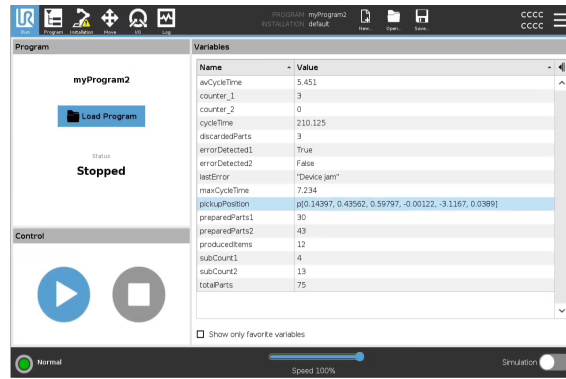 UR
PROGRAM myProgram2
INSTALLATION default
CCCC
CCCC
Run Program Installation Move I/O Log New... Open... Save...
Program
Variables
myProgram2
Load Program
Status
Stopped
Control
Name Value
avCycleTime 5.451
counter_1 3
counter_2 0
cycleTime 210.125
discardedParts 3
errorDetected1 True
errorDetected2 False
lastError "Device jam"
maxCycleTime 7.234
pickupPosition p[0.14397, 0.43562, 0.59797, -0.00122, -3.1167, 0.0389]
preparedParts1 30
preparedParts2 43
producedItems 12
subCount1 4
subCount2 13
totalParts 75
Show only favorite variables
Normal
Speed 100%
Simulation